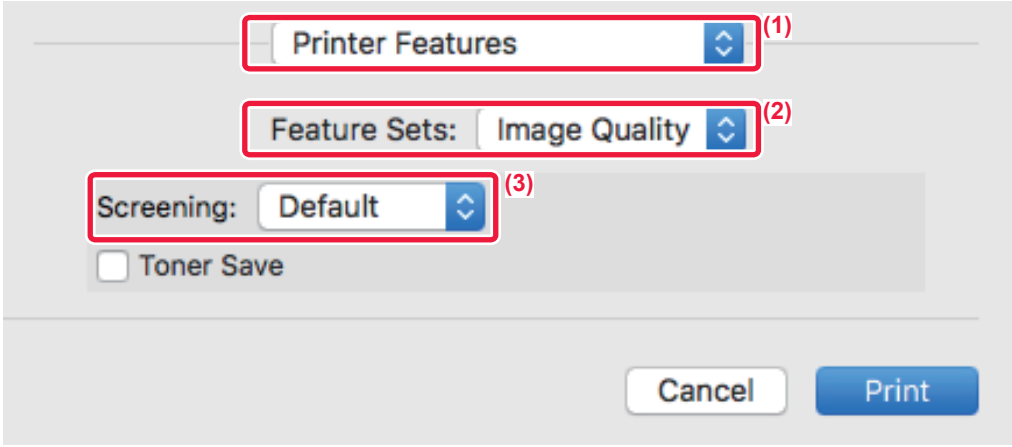 Printer Features (1)
Feature Sets: Image Quality (2)
Screening: Default (3)
Toner Save
Cancel Print